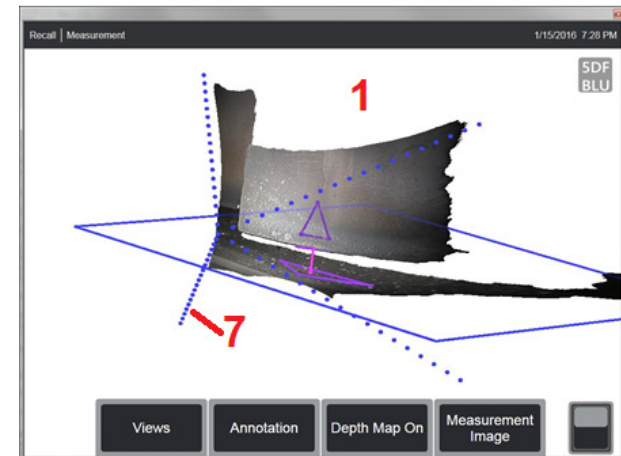 Recall | Measurement
1/15/2016 7:28 PM
1
5DF
BLU
7
Views
Annotation
Depth Map On
Measurement
Image